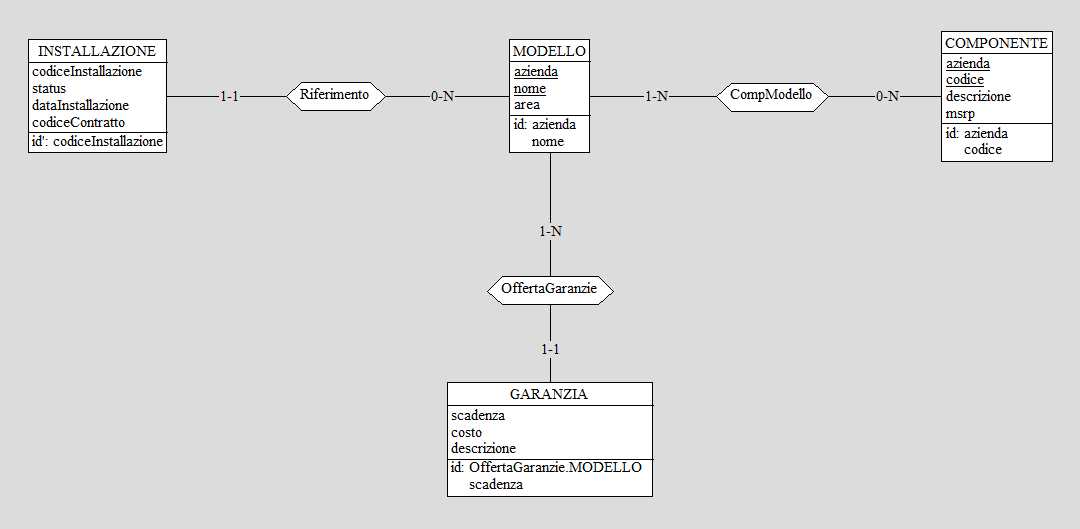 INSTALLAZIONE
codiceInstallazione
status
dataInstallazione
codiceContratto
id': codiceInstallazione
1-1
Riferimento
0-N
MODELLO
azienda
nome
area
id: azienda
nome
1-N
CompModello
0-N
COMPONENTE
azienda
codice
descrizione
msrp
id: azienda
codice
1-N
OffertaGaranzie
1-1
GARANZIA
scadenza
costo
descrizione
id: OffertaGaranzie.MODELLO
scadenza